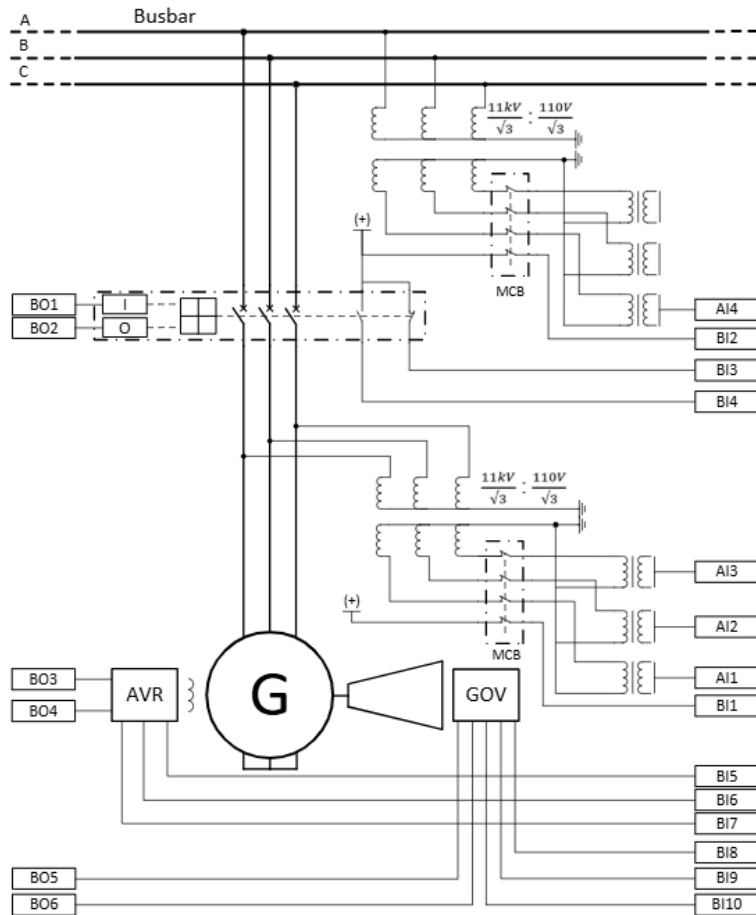 A
Busbar
B
C
11kV/√3 : 110V/√3
(+)
MCB
BO1
I
BO2
O
AI4
BI2
BI3
BI4
11kV/√3 : 110V/√3
(+)
MCB
AI3
AI2
AI1
BI1
BO3
BO4
AVR
G
GOV
BI5
BI6
BI7
BI8
BO5
BI9
BO6
BI10